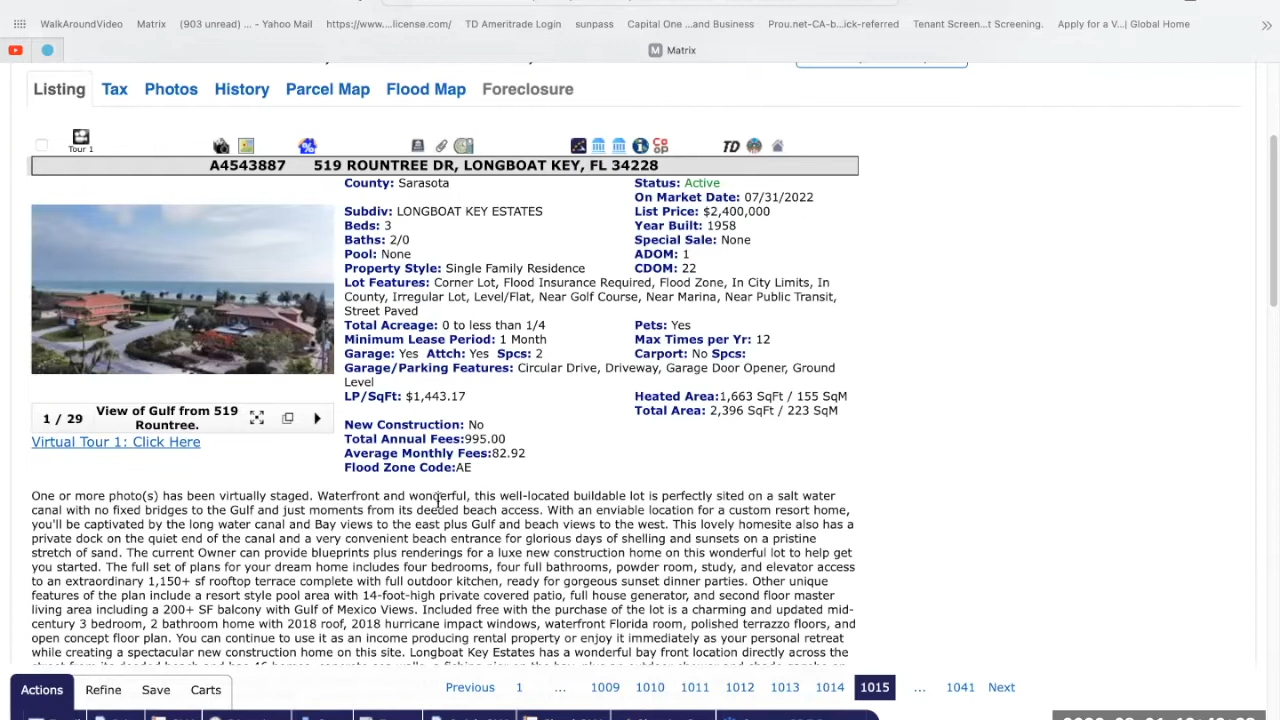 WalkAroundVideo Matrix (903 unread) ... - Yahoo Mail https://www....license.com/ TD Ameritrade Login sunpass Capital One ...and Business Prou.net-CA-b...ick-referred Tenant Screen...t Screening. Apply for a V...| Global Home
Matrix
Listing Tax Photos History Parcel Map Flood Map Foreclosure
Tour 1
TD
A4543887 519 ROUNTREE DR, LONGBOAT KEY, FL 34228
County: Sarasota Status: Active
On Market Date: 07/31/2022
Subdiv: LONGBOAT KEY ESTATES List Price: $2,400,000
Beds: 3 Year Built: 1958
Baths: 2/0 Special Sale: None
Pool: None ADOM: 1
Property Style: Single Family Residence CDOM: 22
Lot Features: Corner Lot, Flood Insurance Required, Flood Zone, In City Limits, In
County, Irregular Lot, Level/Flat, Near Golf Course, Near Marina, Near Public Transit,
Street Paved
Total Acreage: 0 to less than 1/4 Pets: Yes
Minimum Lease Period: 1 Month Max Times per Yr: 12
Garage: Yes Attch: Yes Spcs: 2 Carport: No Spcs:
Garage/Parking Features: Circular Drive, Driveway, Garage Door Opener, Ground
Level
LP/SqFt: $1,443.17 Heated Area:1,663 SqFt / 155 SqM
Total Area: 2,396 SqFt / 223 SqM
New Construction: No
Total Annual Fees:995.00
Average Monthly Fees:82.92
Flood Zone Code:AE
1 / 29 View of Gulf from 519
Rountree.
Virtual Tour 1: Click Here
One or more photo(s) has been virtually staged. Waterfront and wonderful, this well-located buildable lot is perfectly sited on a salt water
canal with no fixed bridges to the Gulf and just moments from its deeded beach access. With an enviable location for a custom resort home,
you'll be captivated by the long water canal and Bay views to the east plus Gulf and beach views to the west. This lovely homesite also has a
private dock on the quiet end of the canal and a very convenient beach entrance for glorious days of shelling and sunsets on a pristine
stretch of sand. The current Owner can provide blueprints plus renderings for a luxe new construction home on this wonderful lot to help get
you started. The full set of plans for your dream home includes four bedrooms, four full bathrooms, powder room, study, and elevator access
to an extraordinary 1,150+ sf rooftop terrace complete with full outdoor kitchen, ready for gorgeous sunset dinner parties. Other unique
features of the plan include a resort style pool area with 14-foot-high private covered patio, full house generator, and second floor master
living area including a 200+ SF balcony with Gulf of Mexico Views. Included free with the purchase of the lot is a charming and updated mid-
century 3 bedroom, 2 bathroom home with 2018 roof, 2018 hurricane impact windows, waterfront Florida room, polished terrazzo floors, and
open concept floor plan. You can continue to use it as an income producing rental property or enjoy it immediately as your personal retreat
while creating a spectacular new construction home on this site. Longboat Key Estates has a wonderful bay front location directly across the
Actions Refine Save Carts
Previous 1 ... 1009 1010 1011 1012 1013 1014 1015 ... 1041 Next